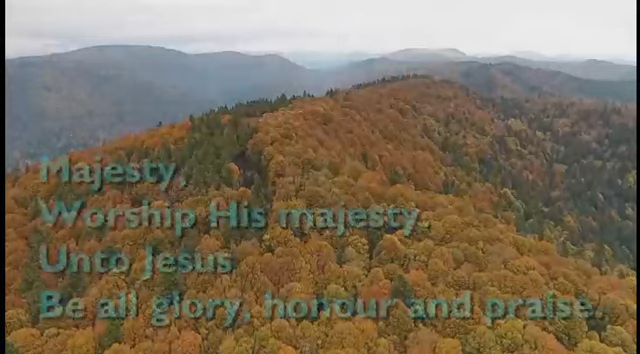 Majesty,
Worship His majesty
Unto Jesus
Be all glory, honour and praise.